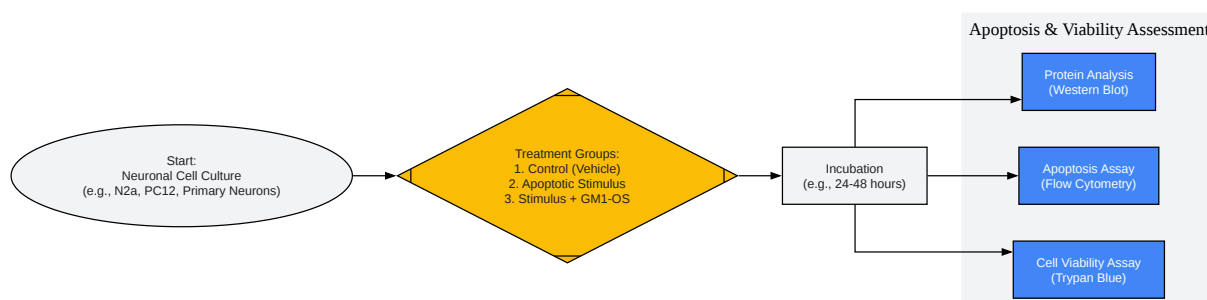 Apoptosis & Viability Assessment
Start:
Neuronal Cell Culture
(e.g., N2a, PC12, Primary Neurons)
Treatment Groups:
1. Control (Vehicle)
2. Apoptotic Stimulus
3. Stimulus + GM1-OS
Incubation
(e.g., 24-48 hours)
Protein Analysis
(Western Blot)
Apoptosis Assay
(Flow Cytometry)
Cell Viability Assay
(Trypan Blue)